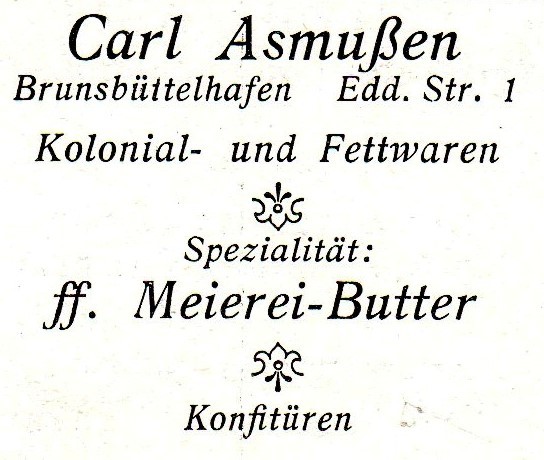 Carl Asmußen
Brunsbüttelhafen Edd. Str. 1
Kolonial- und Fettwaren
Spezialität:
ff. Meierei-Butter
Konfitüren